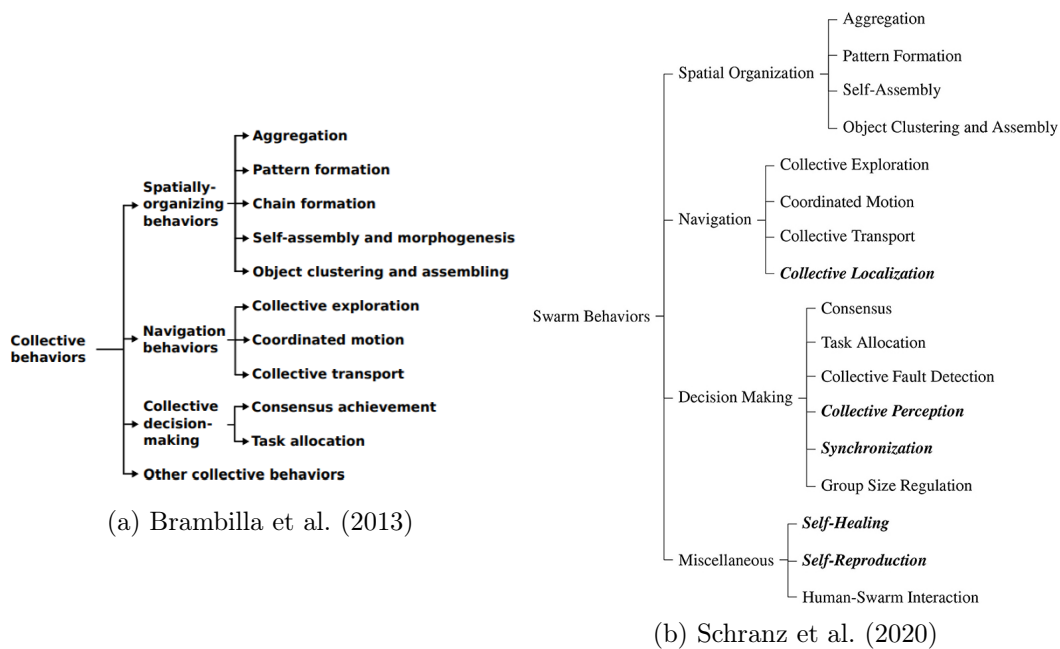 Collective
behaviors
Spatially-
organizing
behaviors
Aggregation
Pattern formation
Chain formation
Self-assembly and morphogenesis
Object clustering and assembling
Navigation
behaviors
Collective exploration
Coordinated motion
Collective transport
Collective
decision-
making
Consensus achievement
Task allocation
Other collective behaviors
(a) Brambilla et al. (2013)
Swarm Behaviors
Spatial Organization
Aggregation
Pattern Formation
Self-Assembly
Object Clustering and Assembly
Navigation
Collective Exploration
Coordinated Motion
Collective Transport
Collective Localization
Decision Making
Consensus
Task Allocation
Collective Fault Detection
Collective Perception
Synchronization
Group Size Regulation
Miscellaneous
Self-Healing
Self-Reproduction
Human-Swarm Interaction
(b) Schranz et al. (2020)